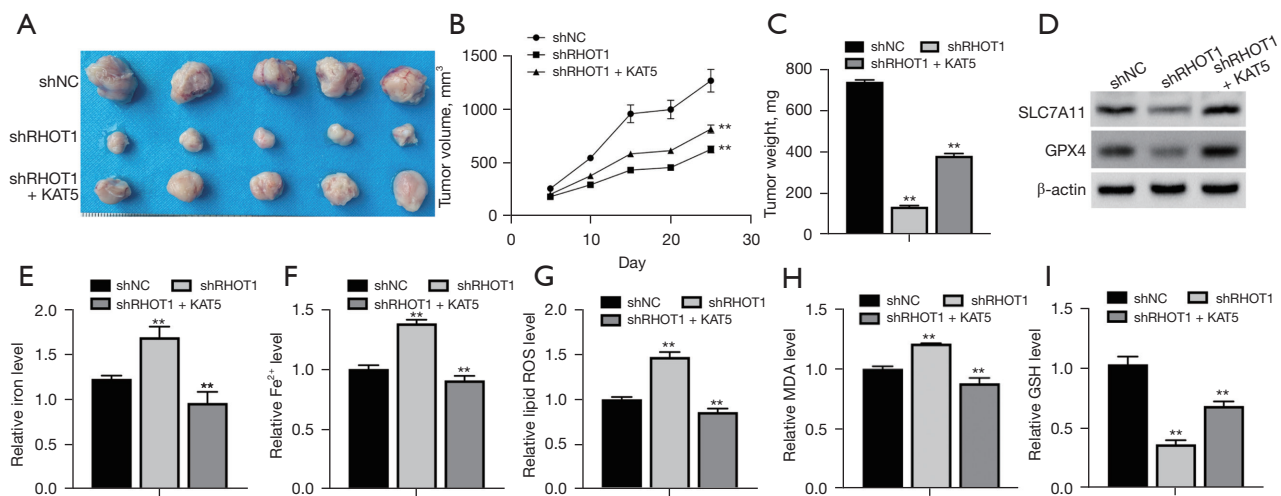 A
shNC
shRHOT1
shRHOT1
+ KAT5
B
shNC
shRHOT1
shRHOT1 + KAT5
Tumor volume, mm³
1500
1000
500
0
0
10
20
30
Day
**
**
C
shNC
shRHOT1
shRHOT1 + KAT5
Tumor weight, mg
800
600
400
200
0
**
**
D
shNC
shRHOT1
shRHOT1
+ KAT5
SLC7A11
GPX4
β-actin
E
shNC
shRHOT1
shRHOT1 + KAT5
Relative iron level
2.0
1.5
1.0
0.5
0.0
**
**
F
shNC
shRHOT1
shRHOT1 + KAT5
Relative Fe²⁺ level
1.5
1.0
0.5
0.0
**
**
G
shNC
shRHOT1
shRHOT1 + KAT5
Relative lipid ROS level
2.0
1.5
1.0
0.5
0.0
**
**
H
shNC
shRHOT1
shRHOT1 + KAT5
Relative MDA level
1.5
1.0
0.5
0.0
**
**
I
shNC
shRHOT1
shRHOT1 + KAT5
Relative GSH level
1.5
1.0
0.5
0.0
**
**